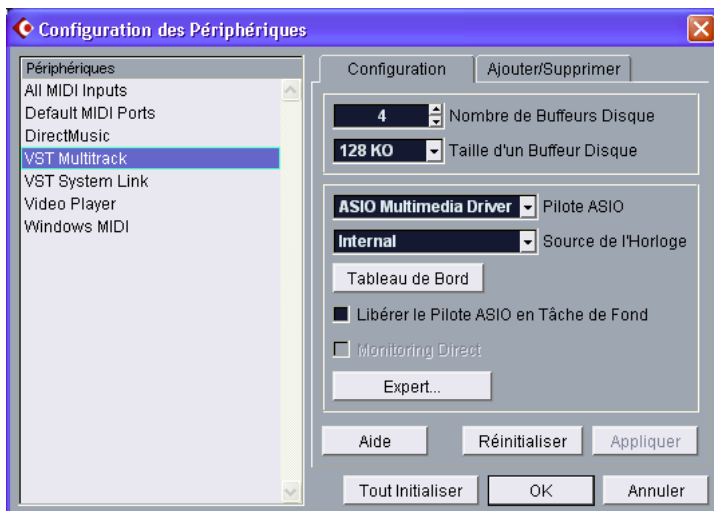 Configuration des Périphériques
Périphériques
All MIDI Inputs
Default MIDI Ports
DirectMusic
VST Multitrack
VST System Link
Video Player
Windows MIDI
Configuration
Ajouter/Supprimer
4 Nombre de Buffeurs Disque
128 KO Taille d'un Buffeur Disque
ASIO Multimedia Driver Pilote ASIO
Internal Source de l'Horloge
Tableau de Bord
Libérer le Pilote ASIO en Tâche de Fond
Monitoring Direct
Expert...
Aide
Réinitialiser
Appliquer
Tout Initialiser
OK
Annuler